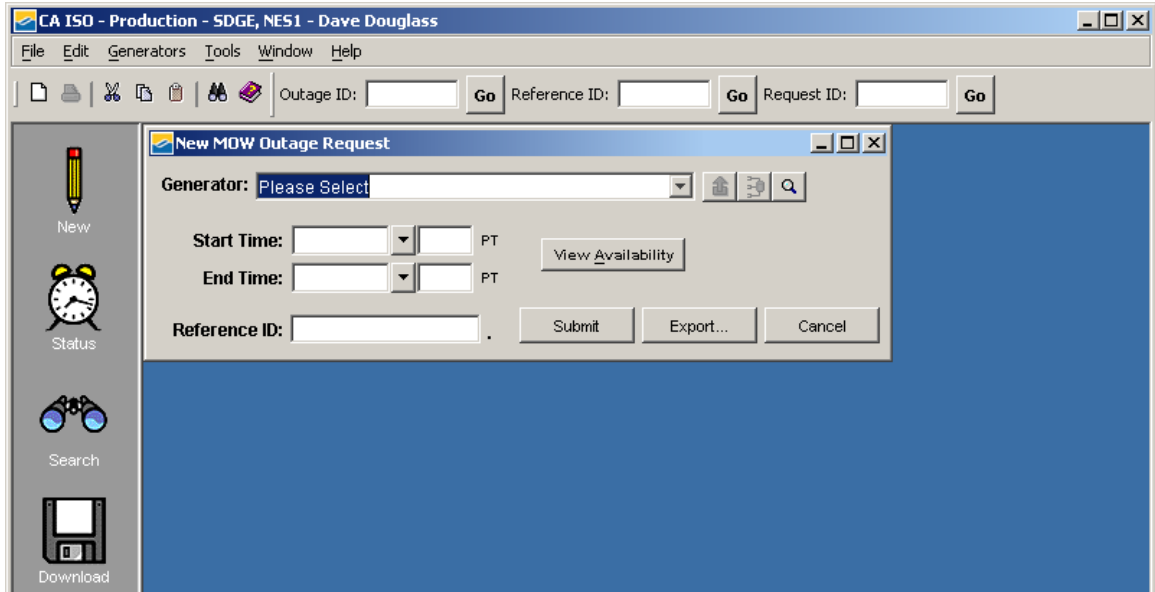 CA ISO - Production - SDGE, NES1 - Dave Douglass
File Edit Generators Tools Window Help
Outage ID: Go Reference ID: Go Request ID: Go
New MOW Outage Request
Generator: Please Select
New
Start Time: PT
View Availability
End Time: PT
Reference ID: . Submit Export... Cancel
Status
Search
Download